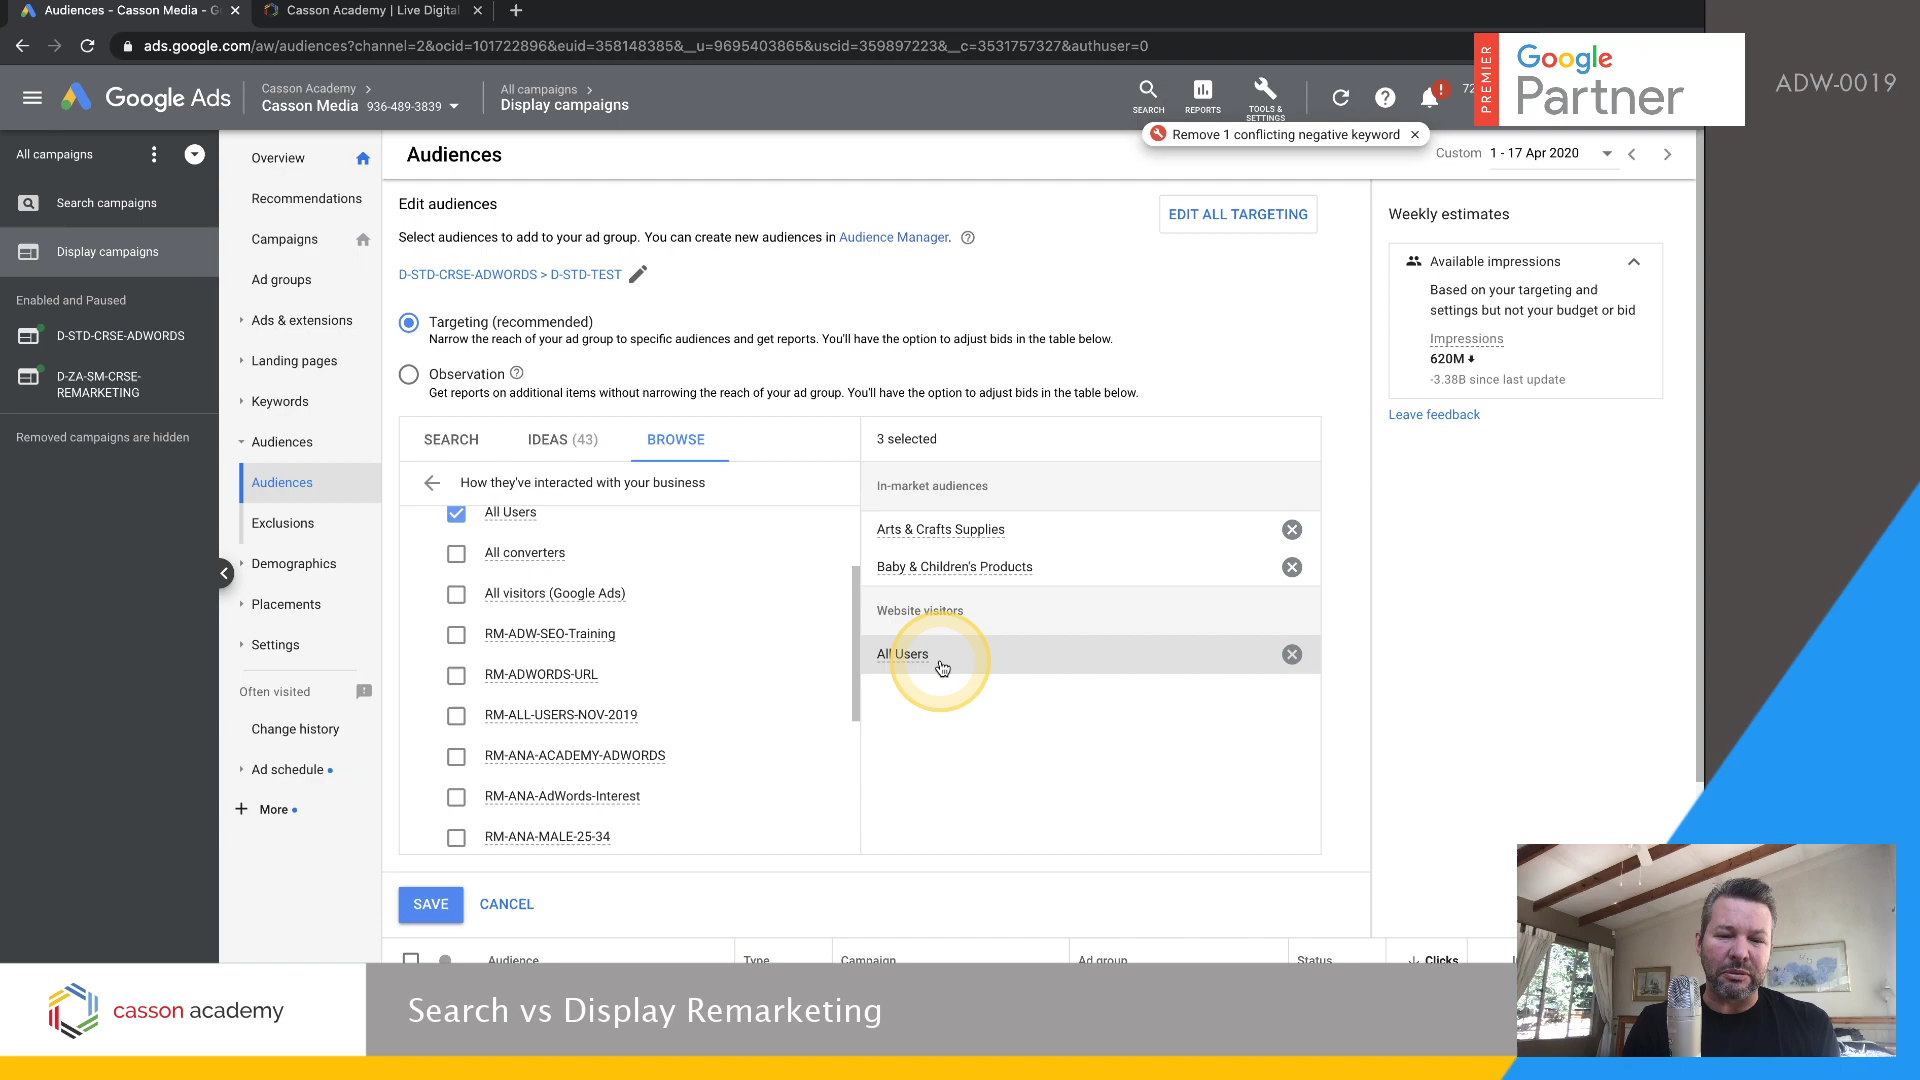 Audiences - Casson Media - G
Casson Academy | Live Digital
ads.google.com/aw/audiences?channel=2&ocid=101722896&euid=358148385&__u=9695403865&uscid=359897223&__c=3531757327&authuser=0
Google Ads
Casson Academy
Casson Media 936-489-3839
All campaigns
Display campaigns
SEARCH
REPORTS
TOOLS & SETTINGS
!
72
PREMIER
Google
Partner
ADW-0019
Remove 1 conflicting negative keyword
All campaigns
Search campaigns
Display campaigns
Enabled and Paused
D-STD-CRSE-ADWORDS
D-ZA-SM-CRSE-
REMARKETING
Removed campaigns are hidden
Overview
Recommendations
Campaigns
Ad groups
Ads & extensions
Landing pages
Keywords
Audiences
Audiences
Exclusions
Demographics
Placements
Settings
Often visited
Change history
Ad schedule
More
Audiences
Custom 1 - 17 Apr 2020
Edit audiences
EDIT ALL TARGETING
Select audiences to add to your ad group. You can create new audiences in Audience Manager.
D-STD-CRSE-ADWORDS > D-STD-TEST
Targeting (recommended)
Narrow the reach of your ad group to specific audiences and get reports. You'll have the option to adjust bids in the table below.
Observation
Get reports on additional items without narrowing the reach of your ad group. You'll have the option to adjust bids in the table below.
SEARCH
IDEAS (43)
BROWSE
How they've interacted with your business
All Users
All converters
All visitors (Google Ads)
RM-ADW-SEO-Training
RM-ADWORDS-URL
RM-ALL-USERS-NOV-2019
RM-ANA-ACADEMY-ADWORDS
RM-ANA-AdWords-Interest
RM-ANA-MALE-25-34
3 selected
In-market audiences
Arts & Crafts Supplies
Baby & Children's Products
Website visitors
All Users
Weekly estimates
Available impressions
Based on your targeting and
settings but not your budget or bid
Impressions
620M
-3.38B since last update
Leave feedback
SAVE
CANCEL
Audience
Type
Campaign
Ad group
Status
Clicks
casson academy
Search vs Display Remarketing